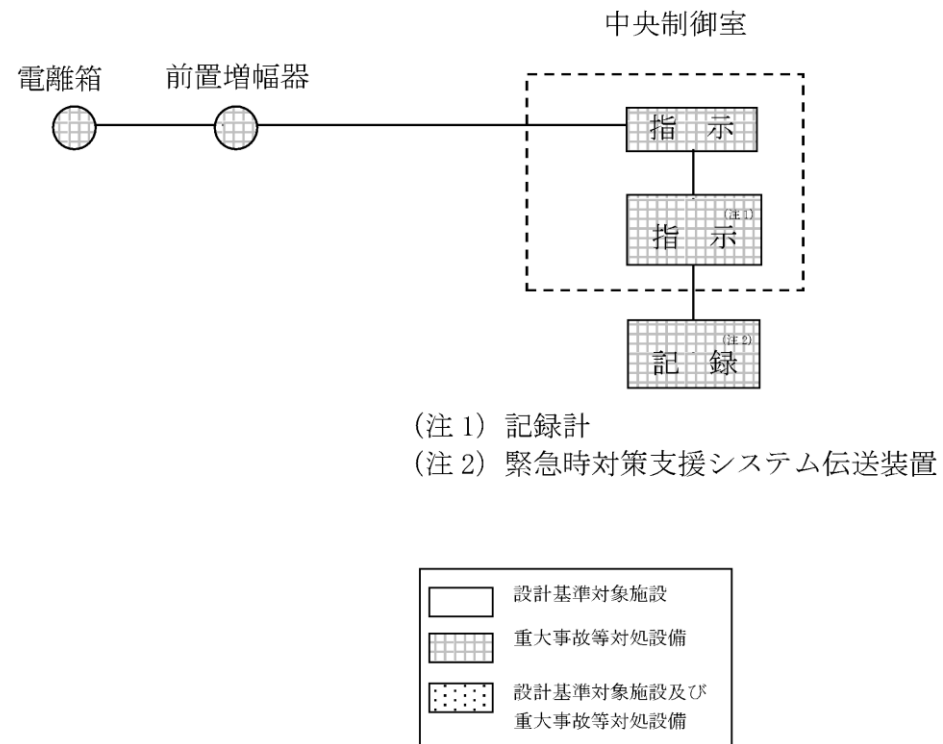 中央制御室
電離箱
前置増幅器
指 示
指 示 (注1)
記 録 (注2)
(注 1) 記録計
(注 2) 緊急時対策支援システム伝送装置
設計基準対象施設
重大事故等対処設備
設計基準対象施設及び
重大事故等対処設備